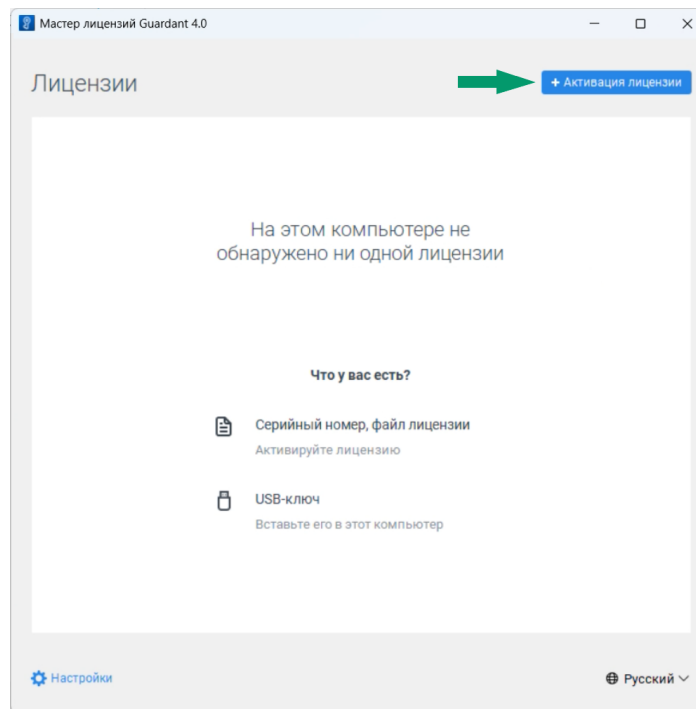 Мастер лицензий Guardant 4.0
Лицензии
+ Активация лицензии
На этом компьютере не
обнаружено ни одной лицензии
Что у вас есть?
Серийный номер, файл лицензии
Активируйте лицензию
USB-ключ
Вставьте его в этот компьютер
Настройки
Русский